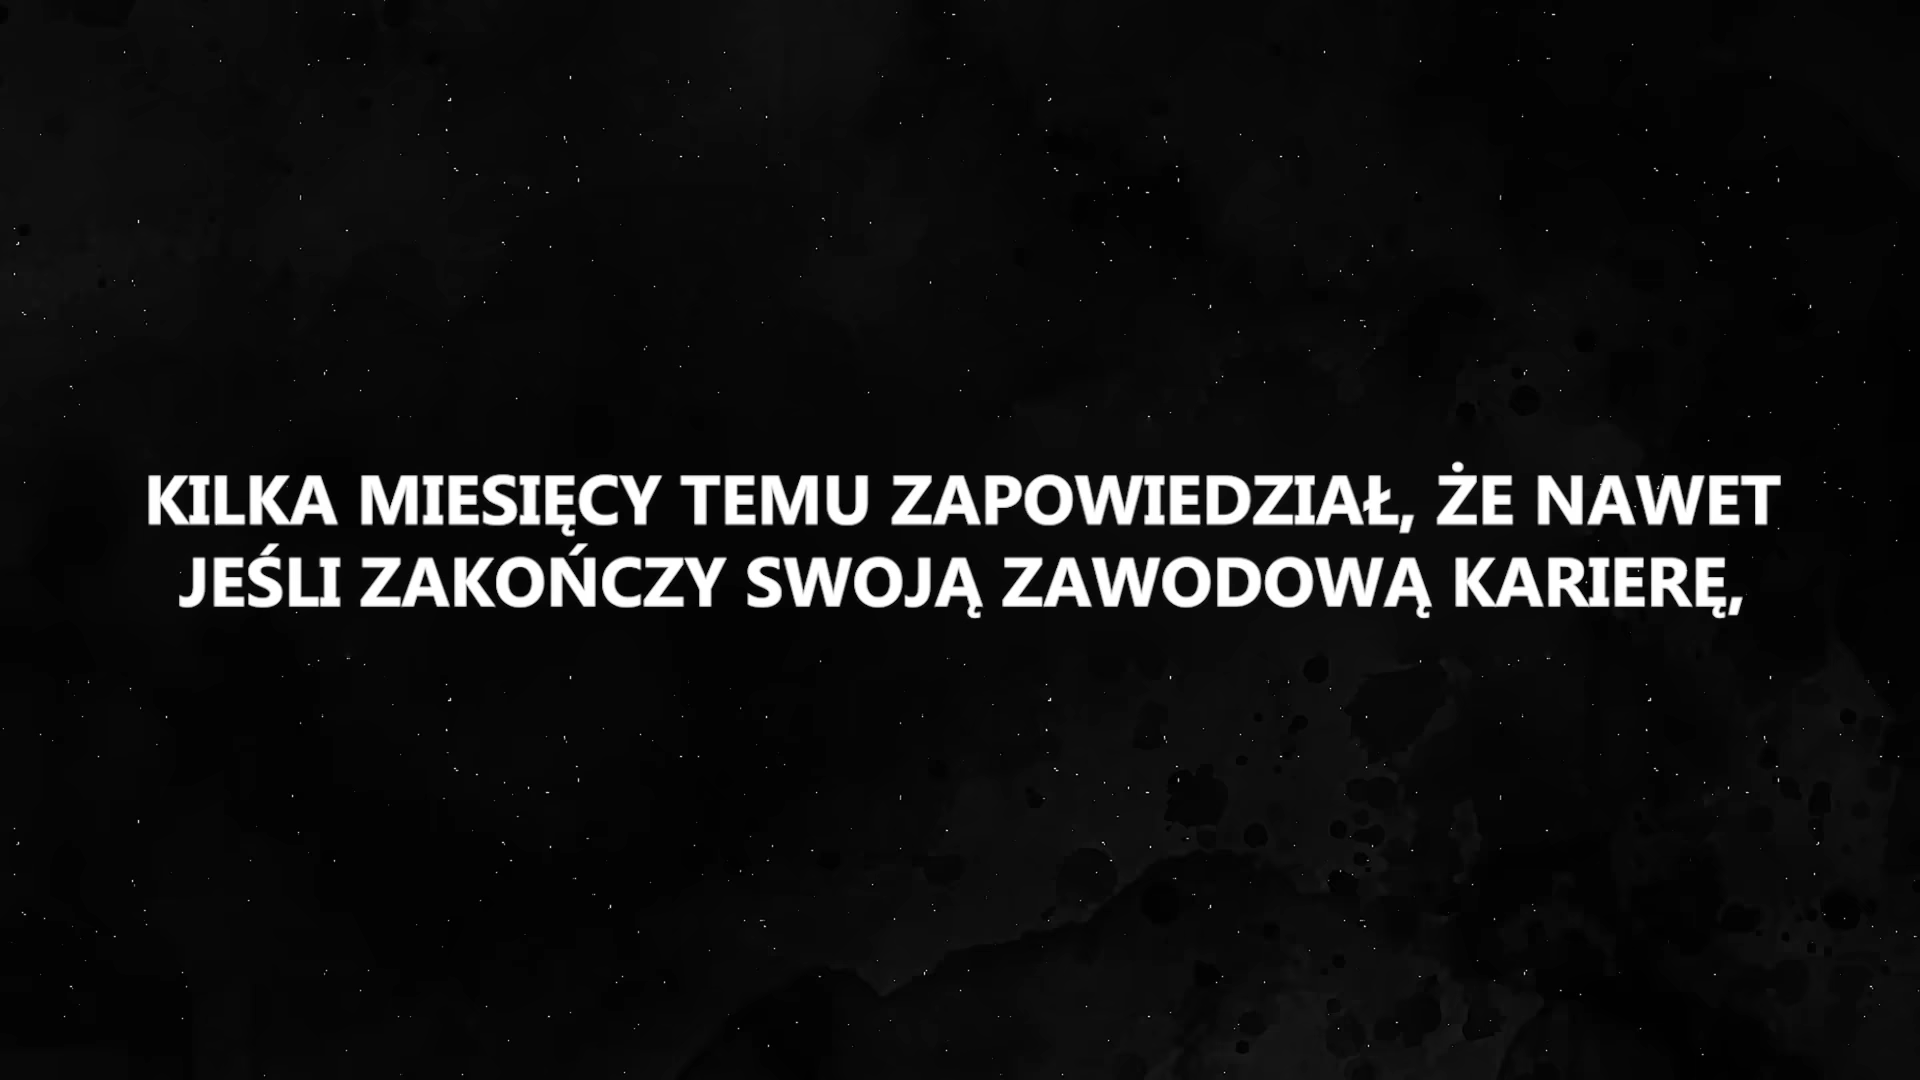 KILKA MIESIĘCY TEMU ZAPOWIEDZIAŁ, ŻE NAWET
JEŚLI ZAKOŃCZY SWOJĄ ZAWODOWĄ KARIERĘ,